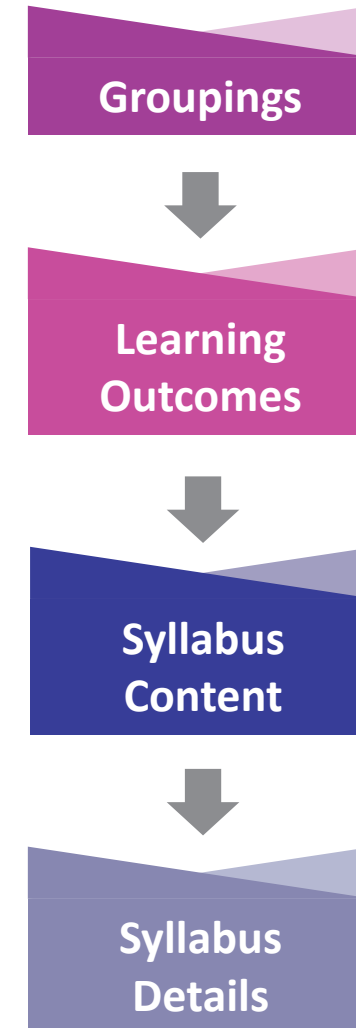 Groupings
Learning
Outcomes
Syllabus
Content
Syllabus
Details